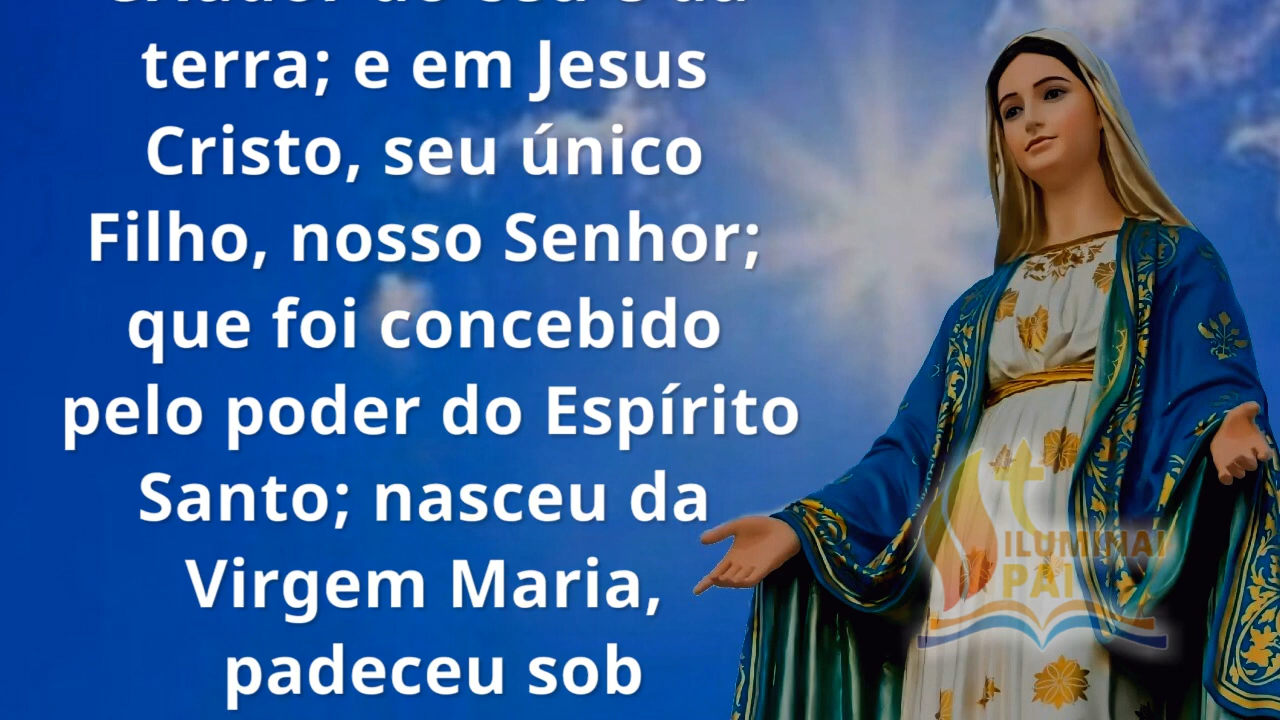 terra; e em Jesus
Cristo, seu único
Filho, nosso Senhor;
que foi concebido
pelo poder do Espírito
Santo; nasceu da
Virgem Maria,
padeceu sob
ILUMINAI
PAI